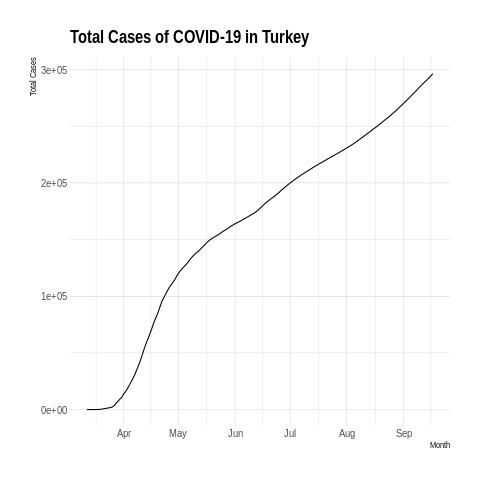 Total Cases of COVID-19 in Turkey
Total Cases
3e+05
2e+05
1e+05
0e+00
Apr May Jun Jul Aug Sep
Month